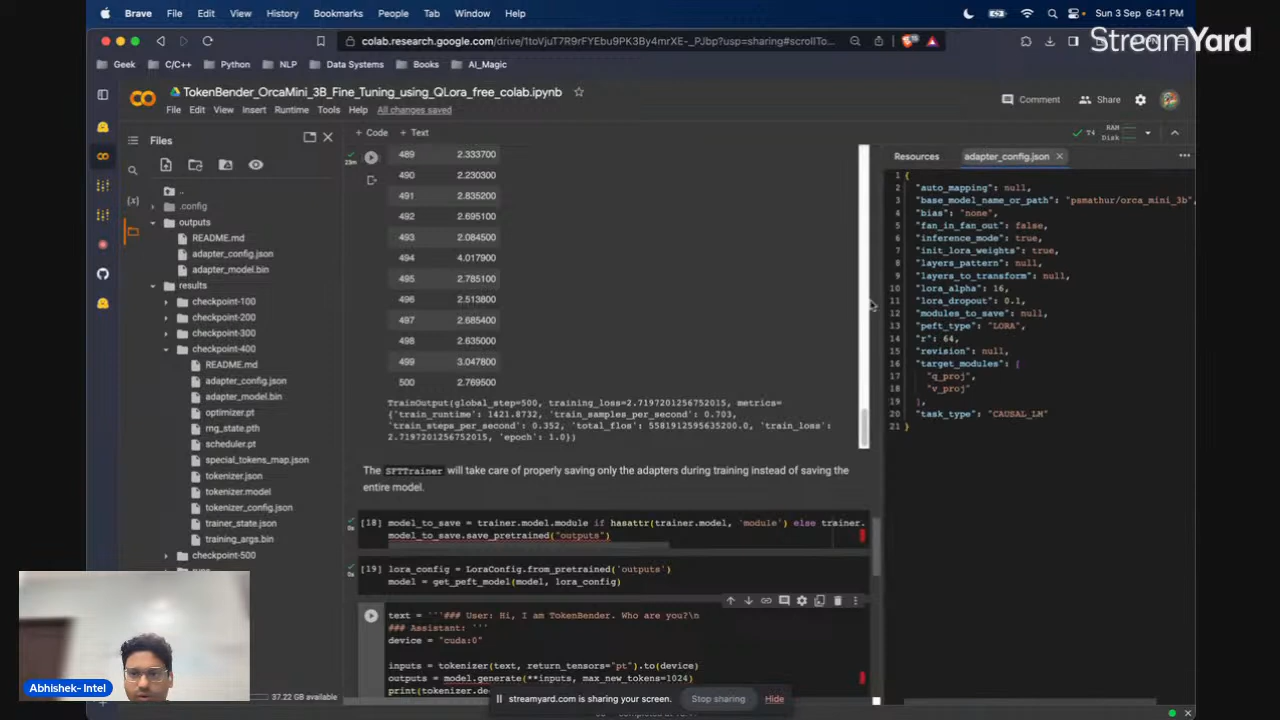 Brave File Edit View History Bookmarks People Tab Window Help
Sun 3 Sep 6:41 PM
StreamYard
colab.research.google.com/drive/1toVjuT7R9rFYEbu9PK3By4mrXE-_PJbp?usp=sharing#scrollTo...
Geek C/C++ Python NLP Data Systems Books AI_Magic
TokenBender_OrcaMini_3B_Fine_Tuning_using_QLora_free_colab.ipynb
File Edit View Insert Runtime Tools Help All changes saved
Comment Share
Files
+ Code + Text
T4 RAM
Disk
..
.config
outputs
README.md
adapter_config.json
adapter_model.bin
results
checkpoint-100
checkpoint-200
checkpoint-300
checkpoint-400
README.md
adapter_config.json
adapter_model.bin
optimizer.pt
rng_state.pth
scheduler.pt
special_tokens_map.json
tokenizer.json
tokenizer.model
tokenizer_config.json
trainer_state.json
training_args.bin
checkpoint-500
37.22 GB available
23m
489 2.333700
490 2.230300
491 2.835200
492 2.695100
493 2.084500
494 4.017900
495 2.785100
496 2.513800
497 2.685400
498 2.635000
499 3.047800
500 2.769500
TrainOutput(global_step=500, training_loss=2.7197201256752015, metrics=
{'train_runtime': 1421.8732, 'train_samples_per_second': 0.703,
'train_steps_per_second': 0.352, 'total_flos': 5581912595635200.0, 'train_loss':
2.7197201256752015, 'epoch': 1.0})
The SFTTrainer will take care of properly saving only the adapters during training instead of saving the
entire model.
[18] model_to_save = trainer.model.module if hasattr(trainer.model, 'module') else trainer.
0s
model_to_save.save_pretrained("outputs")
[19] lora_config = LoraConfig.from_pretrained('outputs')
0s
model = get_peft_model(model, lora_config)
text = '''### User: Hi, I am TokenBender. Who are you?\n
### Assistant: '''
device = "cuda:0"
inputs = tokenizer(text, return_tensors="pt").to(device)
outputs = model.generate(**inputs, max_new_tokens=1024)
print(tokenizer.de
Resources adapter_config.json
1 {
2 "auto_mapping": null,
3 "base_model_name_or_path": "psmathur/orca_mini_3b",
4 "bias": "none",
5 "fan_in_fan_out": false,
6 "inference_mode": true,
7 "init_lora_weights": true,
8 "layers_pattern": null,
9 "layers_to_transform": null,
10 "lora_alpha": 16,
11 "lora_dropout": 0.1,
12 "modules_to_save": null,
13 "peft_type": "LORA",
14 "r": 64,
15 "revision": null,
16 "target_modules": [
17 "q_proj",
18 "v_proj"
19 ],
20 "task_type": "CAUSAL_LM"
21 }
Abhishek- Intel
streamyard.com is sharing your screen. Stop sharing Hide